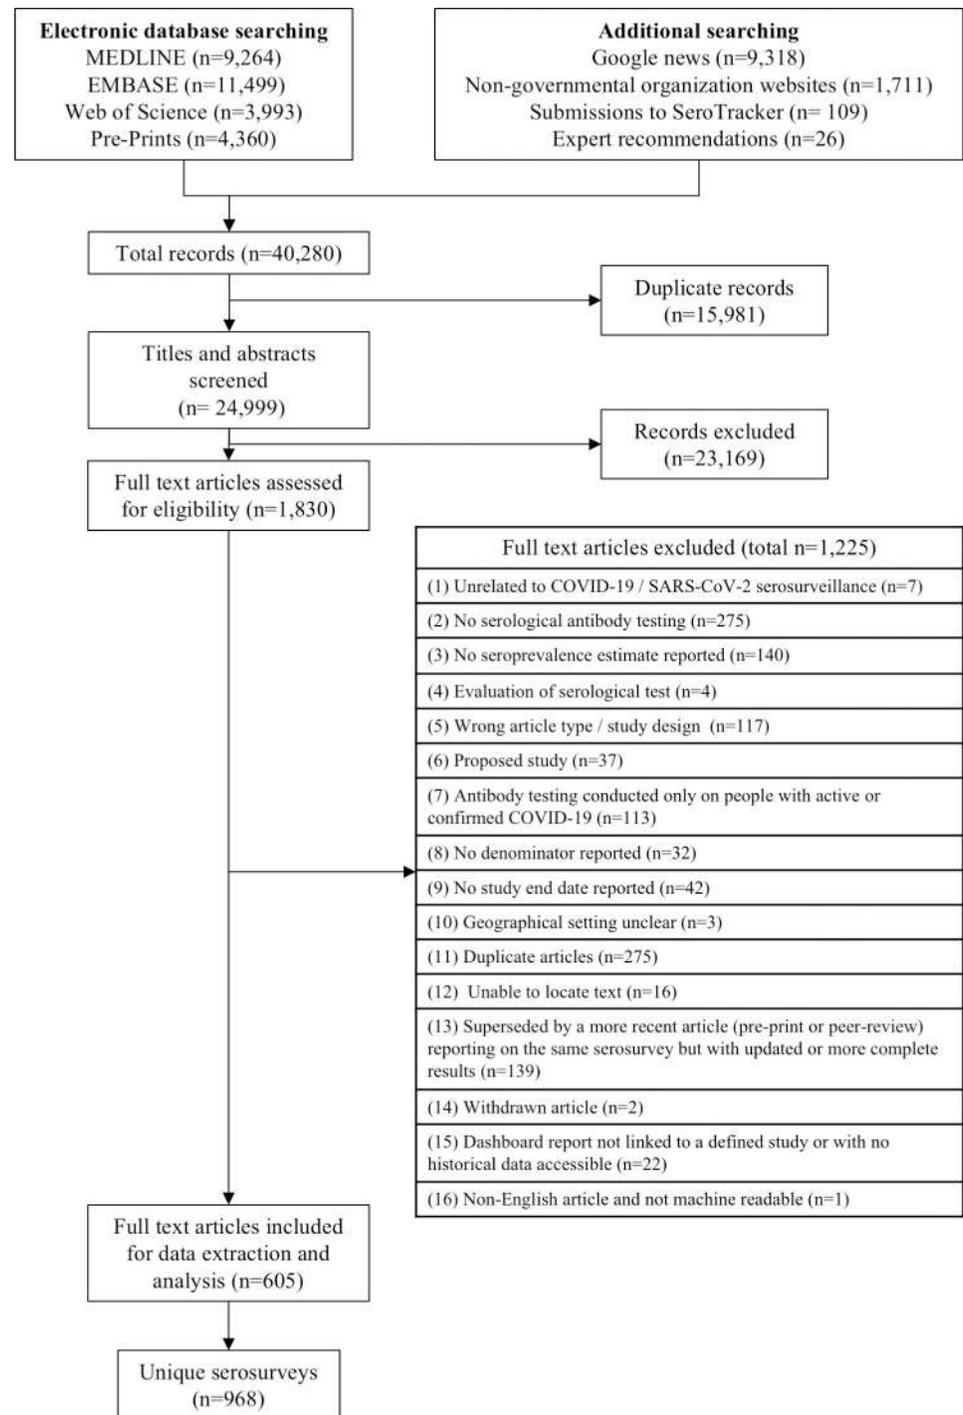 Electronic database searching
MEDLINE (n=9,264)
EMBASE (n=11,499)
Web of Science (n=3,993)
Pre-Prints (n=4,360)
Additional searching
Google news (n=9,318)
Non-governmental organization websites (n=1,711)
Submissions to SeroTracker (n= 109)
Expert recommendations (n=26)
Total records (n=40,280)
Duplicate records
(n=15,981)
Titles and abstracts
screened
(n= 24,999)
Records excluded
(n=23,169)
Full text articles assessed
for eligibility (n=1,830)
Full text articles excluded (total n=1,225)
(1) Unrelated to COVID-19 / SARS-CoV-2 serosurveillance (n=7)
(2) No serological antibody testing (n=275)
(3) No seroprevalence estimate reported (n=140)
(4) Evaluation of serological test (n=4)
(5) Wrong article type / study design (n=117)
(6) Proposed study (n=37)
(7) Antibody testing conducted only on people with active or
confirmed COVID-19 (n=113)
(8) No denominator reported (n=32)
(9) No study end date reported (n=42)
(10) Geographical setting unclear (n=3)
(11) Duplicate articles (n=275)
(12) Unable to locate text (n=16)
(13) Superseded by a more recent article (pre-print or peer-review)
reporting on the same serosurvey but with updated or more complete
results (n=139)
(14) Withdrawn article (n=2)
(15) Dashboard report not linked to a defined study or with no
historical data accessible (n=22)
(16) Non-English article and not machine readable (n=1)
Full text articles included
for data extraction and
analysis (n=605)
Unique serosurveys
(n=968)